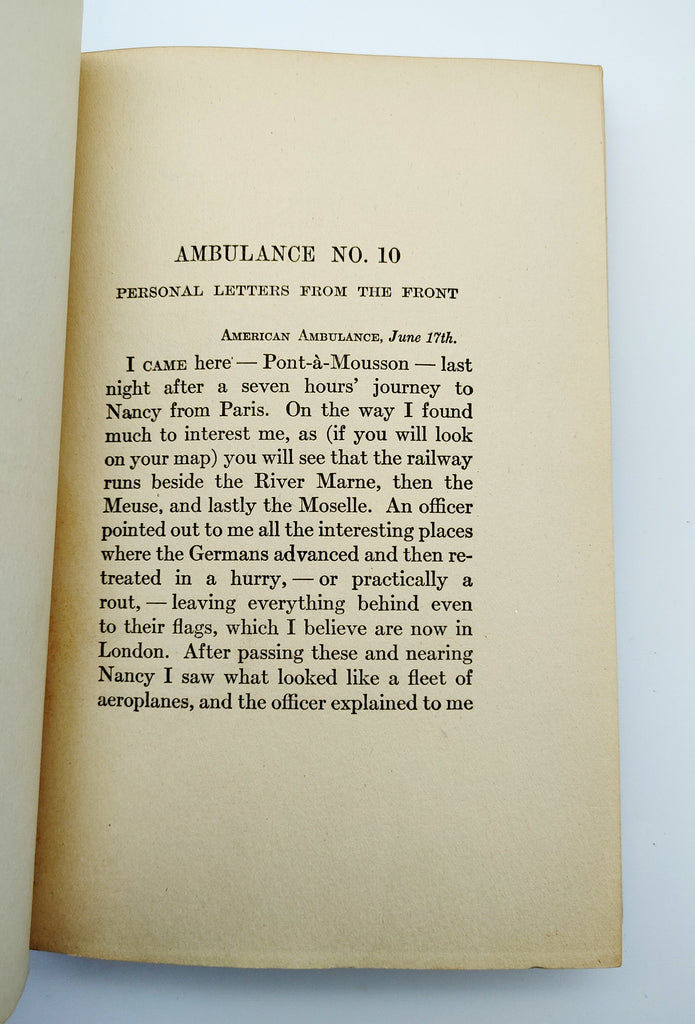 AMBULANCE NO. 10
PERSONAL LETTERS FROM THE FRONT
AMERICAN AMBULANCE, June 17th.
I CAME here — Pont-à-Mousson — last
night after a seven hours' journey to
Nancy from Paris. On the way I found
much to interest me, as (if you will look
on your map) you will see that the railway
runs beside the River Marne, then the
Meuse, and lastly the Moselle. An officer
pointed out to me all the interesting places
where the Germans advanced and then re-
treated in a hurry, — or practically a
rout, — leaving everything behind even
to their flags, which I believe are now in
London. After passing these and nearing
Nancy I saw what looked like a fleet of
aeroplanes, and the officer explained to me